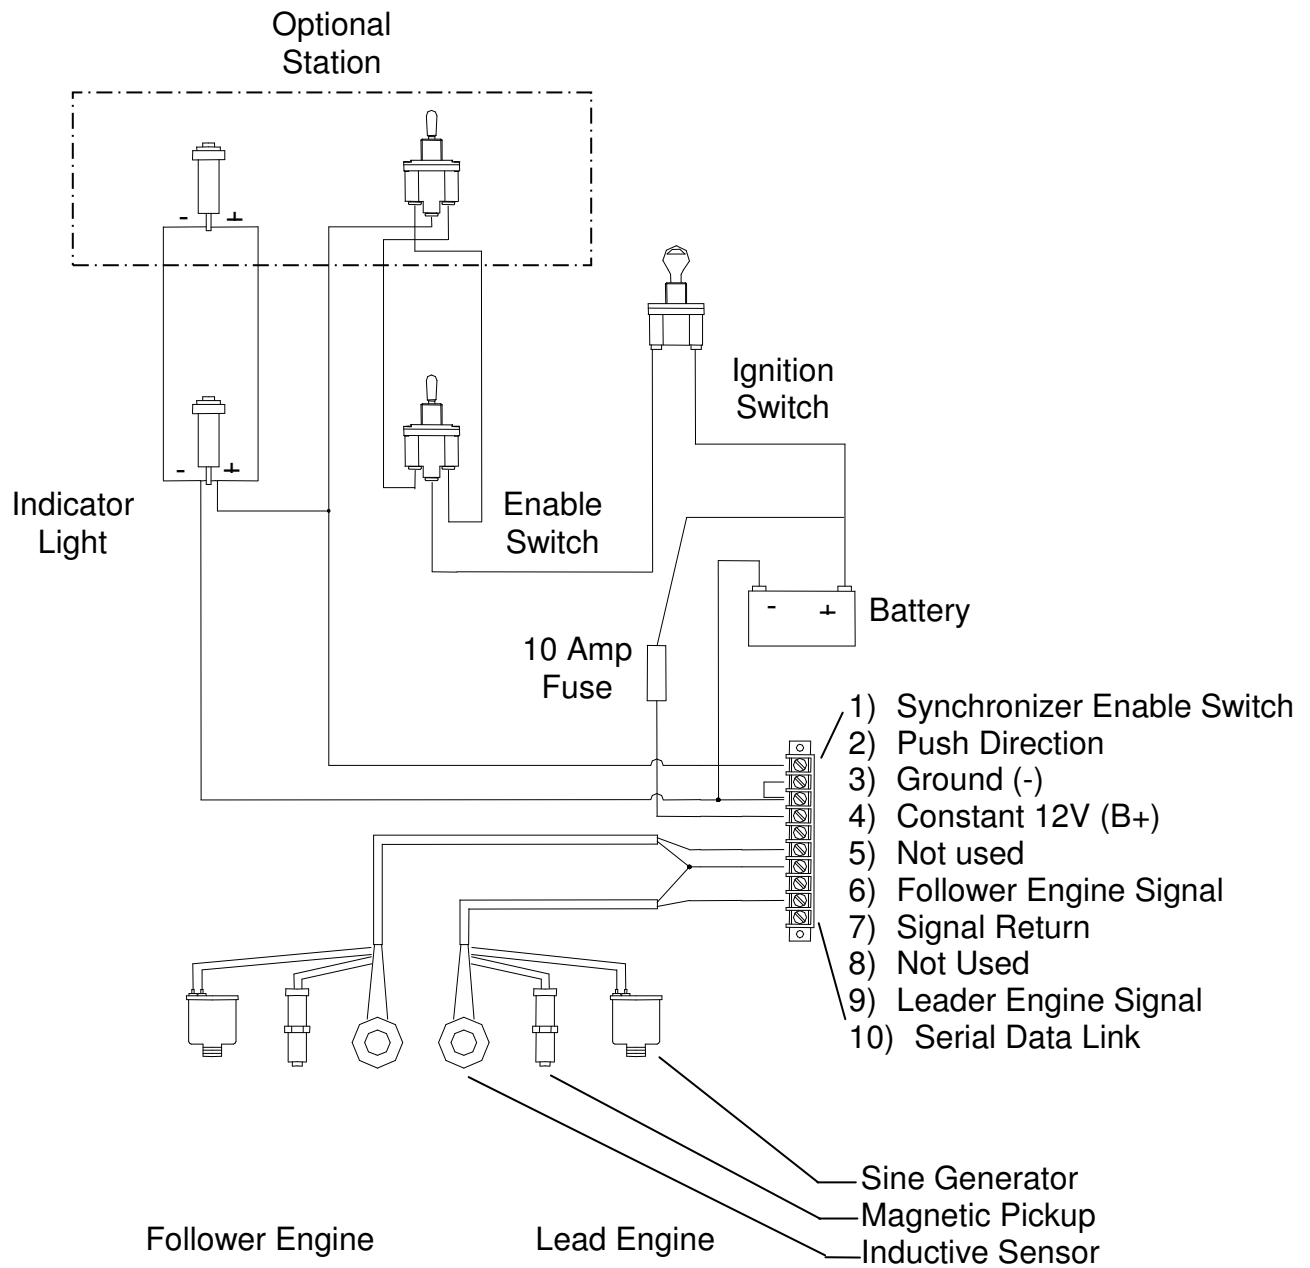 Optional
Station
- +
Ignition
Switch
- +
Indicator
Light
Enable
Switch
- +
Battery
10 Amp
Fuse
1) Synchronizer Enable Switch
2) Push Direction
3) Ground (-)
4) Constant 12V (B+)
5) Not used
6) Follower Engine Signal
7) Signal Return
8) Not Used
9) Leader Engine Signal
10) Serial Data Link
Sine Generator
Magnetic Pickup
Inductive Sensor
Follower Engine
Lead Engine